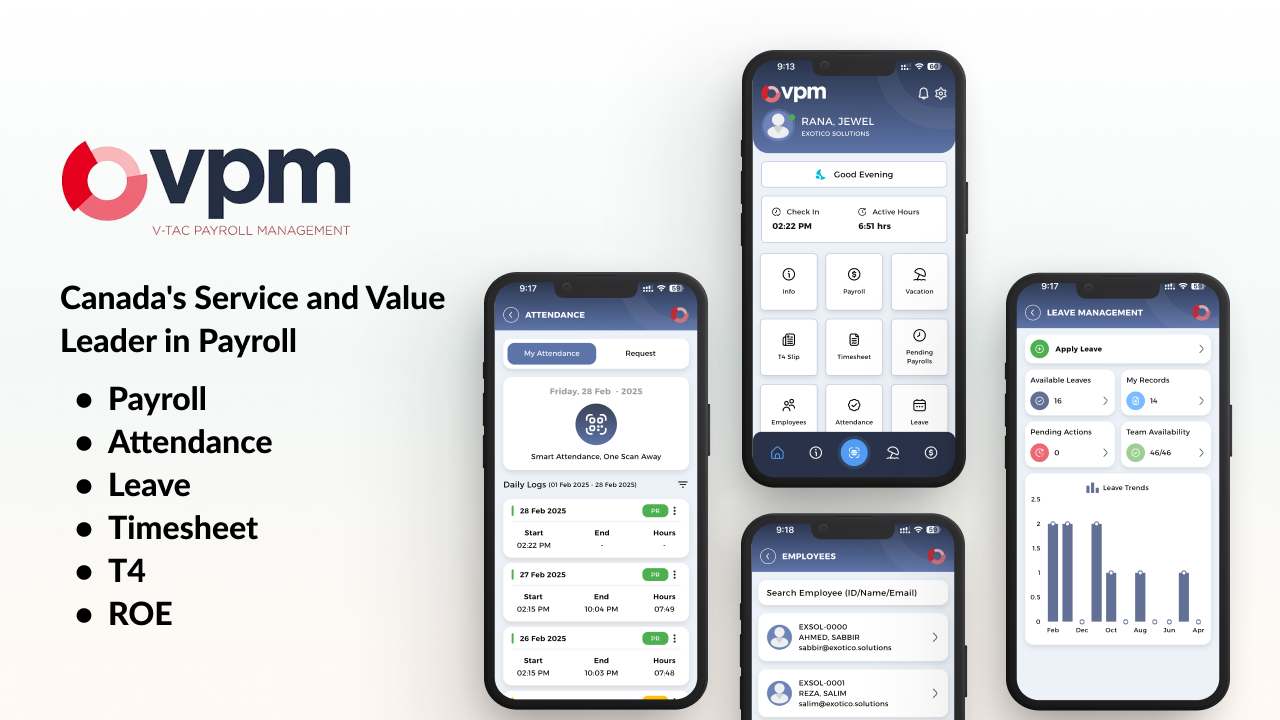 vpm
V-TAC PAYROLL MANAGEMENT
Canada's Service and Value
Leader in Payroll
● Payroll
● Attendance
● Leave
● Timesheet
● T4
● ROE
9:17
ATTENDANCE
My Attendance Request
Friday, 28 Feb - 2025
Smart Attendance, One Scan Away
Daily Logs (01 Feb 2025 - 28 Feb 2025)
28 Feb 2025 PR
Start End Hours
02:22 PM - -
27 Feb 2025 PR
Start End Hours
02:15 PM 10:04 PM 07:49
26 Feb 2025 PR
Start End Hours
02:15 PM 10:03 PM 07:48
9:13
vpm
RANA, JEWEL
EXOTICO SOLUTIONS
Good Evening
Check In Active Hours
02:22 PM 6:51 hrs
Info Payroll Vacation
T4 Slip Timesheet Pending
Payrolls
Employees Attendance Leave
9:18
EMPLOYEES
Search Employee (ID/Name/Email)
EXSOL-0000
AHMED, SABBIR
sabbir@exotico.solutions
EXSOL-0001
REZA, SALIM
salim@exotico.solutions
9:17
LEAVE MANAGEMENT
Apply Leave
Available Leaves My Records
16 14
Pending Actions Team Availability
0 46/46
Leave Trends
2.5
2
1.5
1
0.5
0
Feb Dec Oct Aug Jun Apr